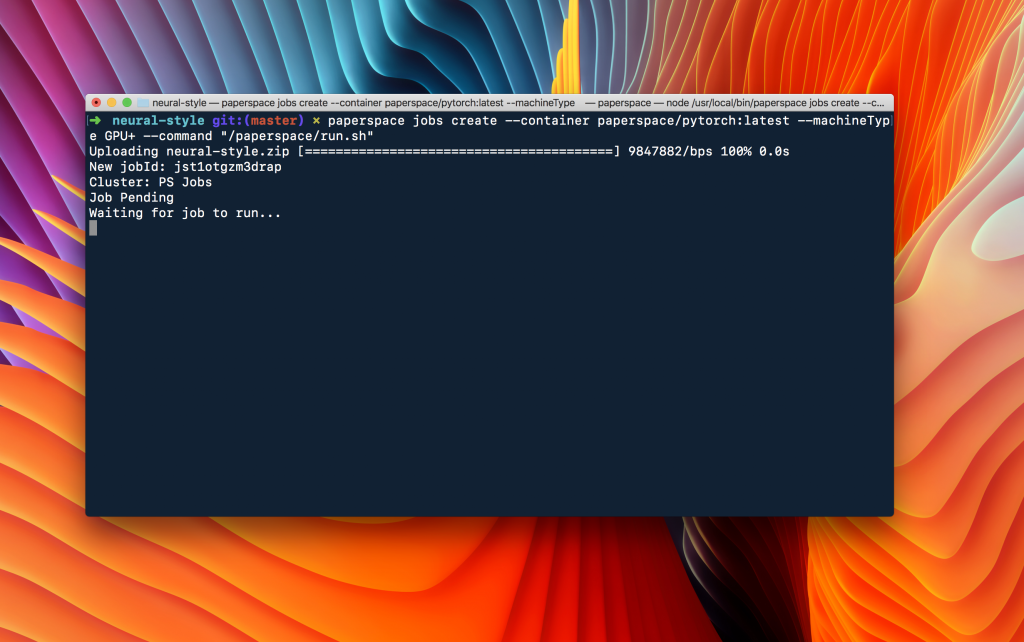 neural-style — paperspace jobs create --container paperspace/pytorch:latest --machineType — paperspace — node /usr/local/bin/paperspace jobs create --c...
➜ neural-style git:(master) ✗ paperspace jobs create --container paperspace/pytorch:latest --machineTyp
e GPU+ --command "/paperspace/run.sh"
Uploading neural-style.zip [========================================] 9847882/bps 100% 0.0s
New jobId: jst1otgzm3drap
Cluster: PS Jobs
Job Pending
Waiting for job to run...